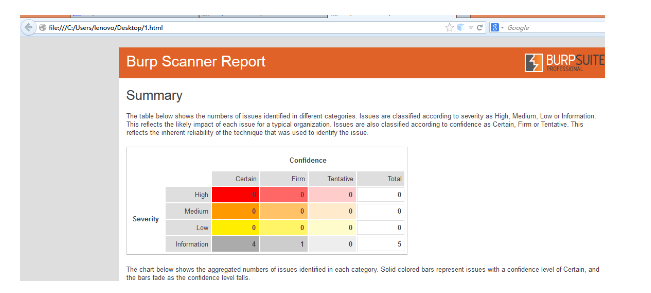 file:///C:/Users/lenovo/Desktop/1.html
Google
Burp Scanner Report
BURPSUITE
PROFESSIONAL
Summary
The table below shows the numbers of issues identified in different categories. Issues are classified according to severity as High, Medium, Low or Information.
This reflects the likely impact of each issue for a typical organization. Issues are also classified according to confidence as Certain, Firm or Tentative. This
reflects the inherent reliability of the technique that was used to identify the issue.
Confidence
Certain Firm Tentative Total
High 0 0 0 0
Medium 0 0 0 0
Severity
Low 0 0 0 0
Information 4 1 0 5
The chart below shows the aggregated numbers of issues identified in each category. Solid colored bars represent issues with a confidence level of Certain, and
the bars fade as the confidence level falls.